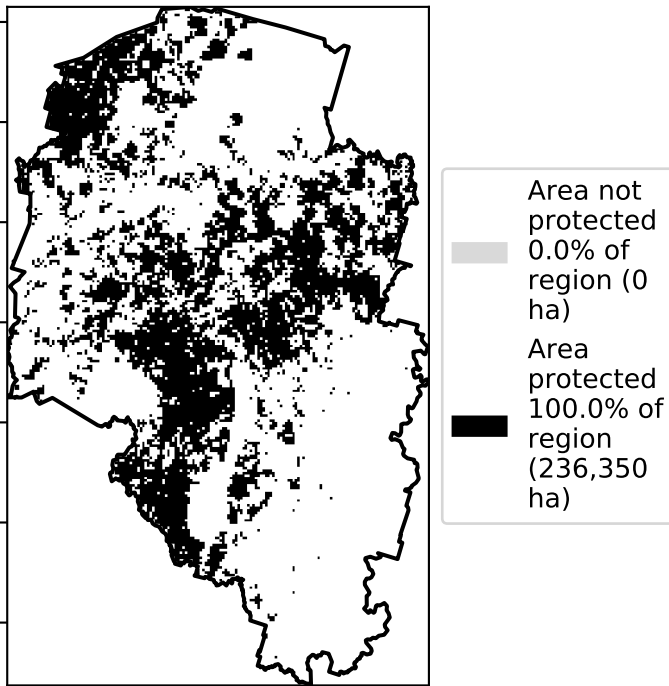 Area not
protected
0.0% of
region (0
ha)
Area
protected
100.0% of
region
(236,350
ha)